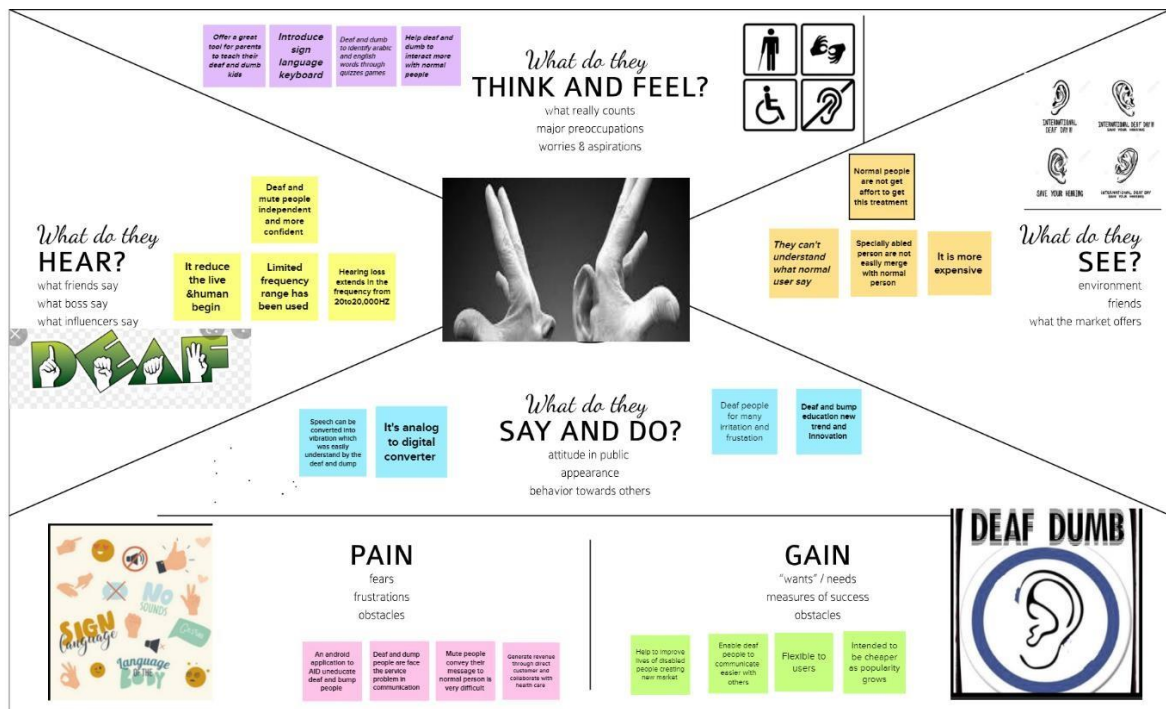 Offer a great
tool for parents
to teach their
deaf and dumb
kids
Introduce
sign
language
keyboard
Deaf and dumb
to identify arabic
and english
words through
quizzes games
Help deaf and
dumb to
interact more
with normal
people
What do they
THINK AND FEEL?
what really counts
major preoccupations
worries & aspirations
INTERNATIONAL
DEAF DAY!!
INTERNATIONAL DEAF DAY!!
SAVE YOUR HEARING
SAVE YOUR HEARING
INTERNATIONAL DEAF DAY
SAVE YOUR HEARING
What do they
HEAR?
what friends say
what boss say
what influencers say
Deaf and
mute people
independent
and more
confident
It reduce
the live
&human
begin
Limited
frequency
range has
been used
Hearing loss
extends in the
frequency from
20to20,000HZ
DEAF
Normal people
are not get
affort to get
this treatment
They can't
understand
what normal
user say
Specially abled
person are not
easily merge
with normal
person
It is more
expensive
What do they
SEE?
environment
friends
what the market offers
What do they
SAY AND DO?
attitude in public
appearance
behavior towards others
Speech can be
converted into
vibration which
was easily
understand by the
deaf and dump
It's analog
to digital
converter
Deaf people
for many
irritation and
frustation
Deaf and bump
education new
trend and
innovation
NO
SOUNDS
SIGN
Language
Language
OF THE
BODY
PAIN
fears
frustrations
obstacles
An android
application to
AID uneducate
deaf and bump
people
Deaf and dump
people are face
the service
problem in
communication
Mute people
convey their
message to
normal person is
very difficult
Generate revenue
through direct
customer and
collaborate with
health care
GAIN
"wants" / needs
measures of success
obstacles
Help to improve
lives of disabled
people creating
new market
Enable deaf
people to
communicate
easier with
others
Flexible to
users
Intended to
be cheaper
as popularity
grows
DEAF DUMB